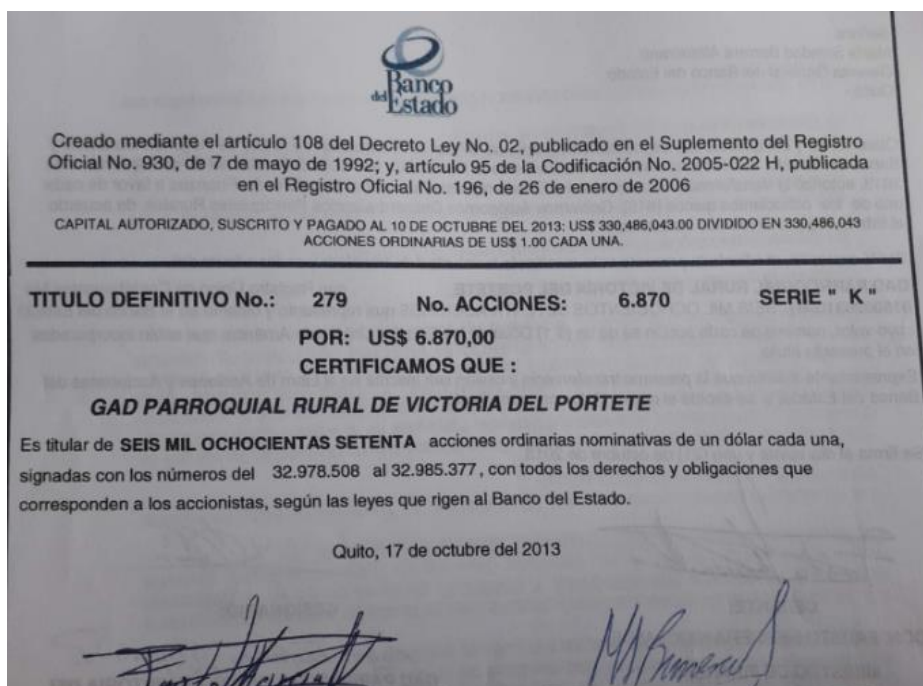 Banco
del Estado
Creado mediante el artículo 108 del Decreto Ley No. 02, publicado en el Suplemento del Registro
Oficial No. 930, de 7 de mayo de 1992; y, artículo 95 de la Codificación No. 2005-022 H, publicada
en el Registro Oficial No. 196, de 26 de enero de 2006
CAPITAL AUTORIZADO, SUSCRITO Y PAGADO AL 10 DE OCTUBRE DEL 2013: US$ 330,486,043.00 DIVIDIDO EN 330,486,043
ACCIONES ORDINARIAS DE US$ 1.00 CADA UNA.
TITULO DEFINITIVO No.: 279 No. ACCIONES: 6.870 SERIE " K "
POR: US$ 6.870,00
CERTIFICAMOS QUE :
GAD PARROQUIAL RURAL DE VICTORIA DEL PORTETE
Es titular de SEIS MIL OCHOCIENTAS SETENTA acciones ordinarias nominativas de un dólar cada una,
signadas con los números del 32.978.508 al 32.985.377, con todos los derechos y obligaciones que
corresponden a los accionistas, según las leyes que rigen al Banco del Estado.
Quito, 17 de octubre del 2013